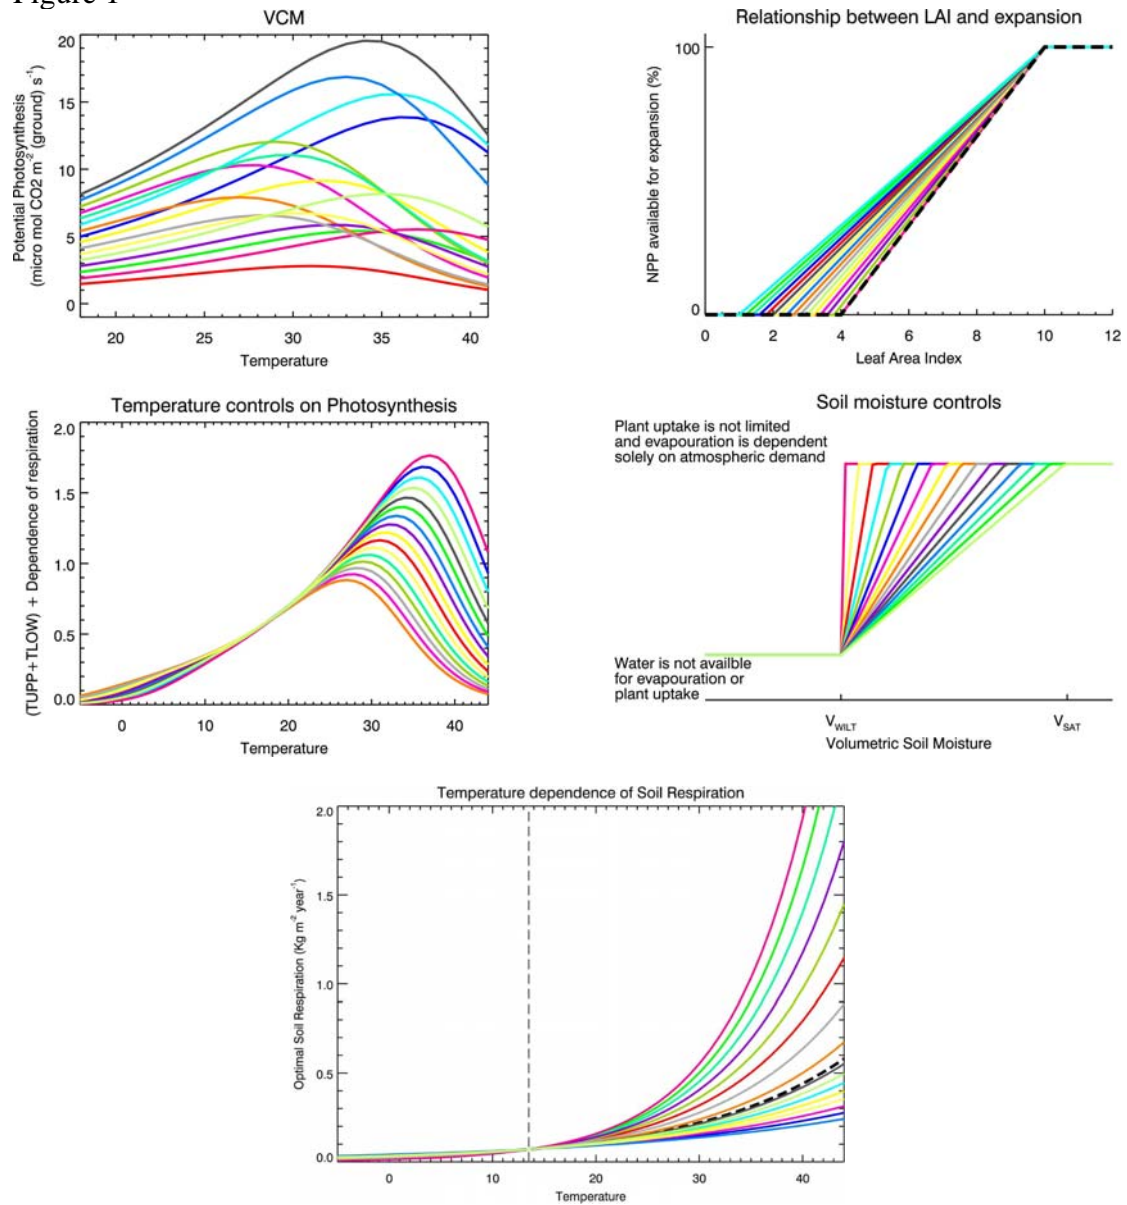 Figure 1
VCM
Potential Photosynthesis
(micro mol CO2 m⁻² (ground) s⁻¹)
20
15
10
5
0
20 25 30 35 40
Temperature
Relationship between LAI and expansion
NPP available for expansion (%)
100
0
0 2 4 6 8 10 12
Leaf Area Index
Temperature controls on Photosynthesis
(TUPP+TLOW) + Dependence of respiration
2.0
1.5
1.0
0.5
0.0
0 10 20 30 40
Temperature
Soil moisture controls
Plant uptake is not limited
and evapouration is dependent
solely on atmospheric demand
Water is not availble
for evapouration or
plant uptake
V_WILT V_SAT
Volumetric Soil Moisture
Temperature dependence of Soil Respiration
Optimal Soil Respiration (Kg m⁻² year⁻¹)
2.0
1.5
1.0
0.5
0.0
0 10 20 30 40
Temperature